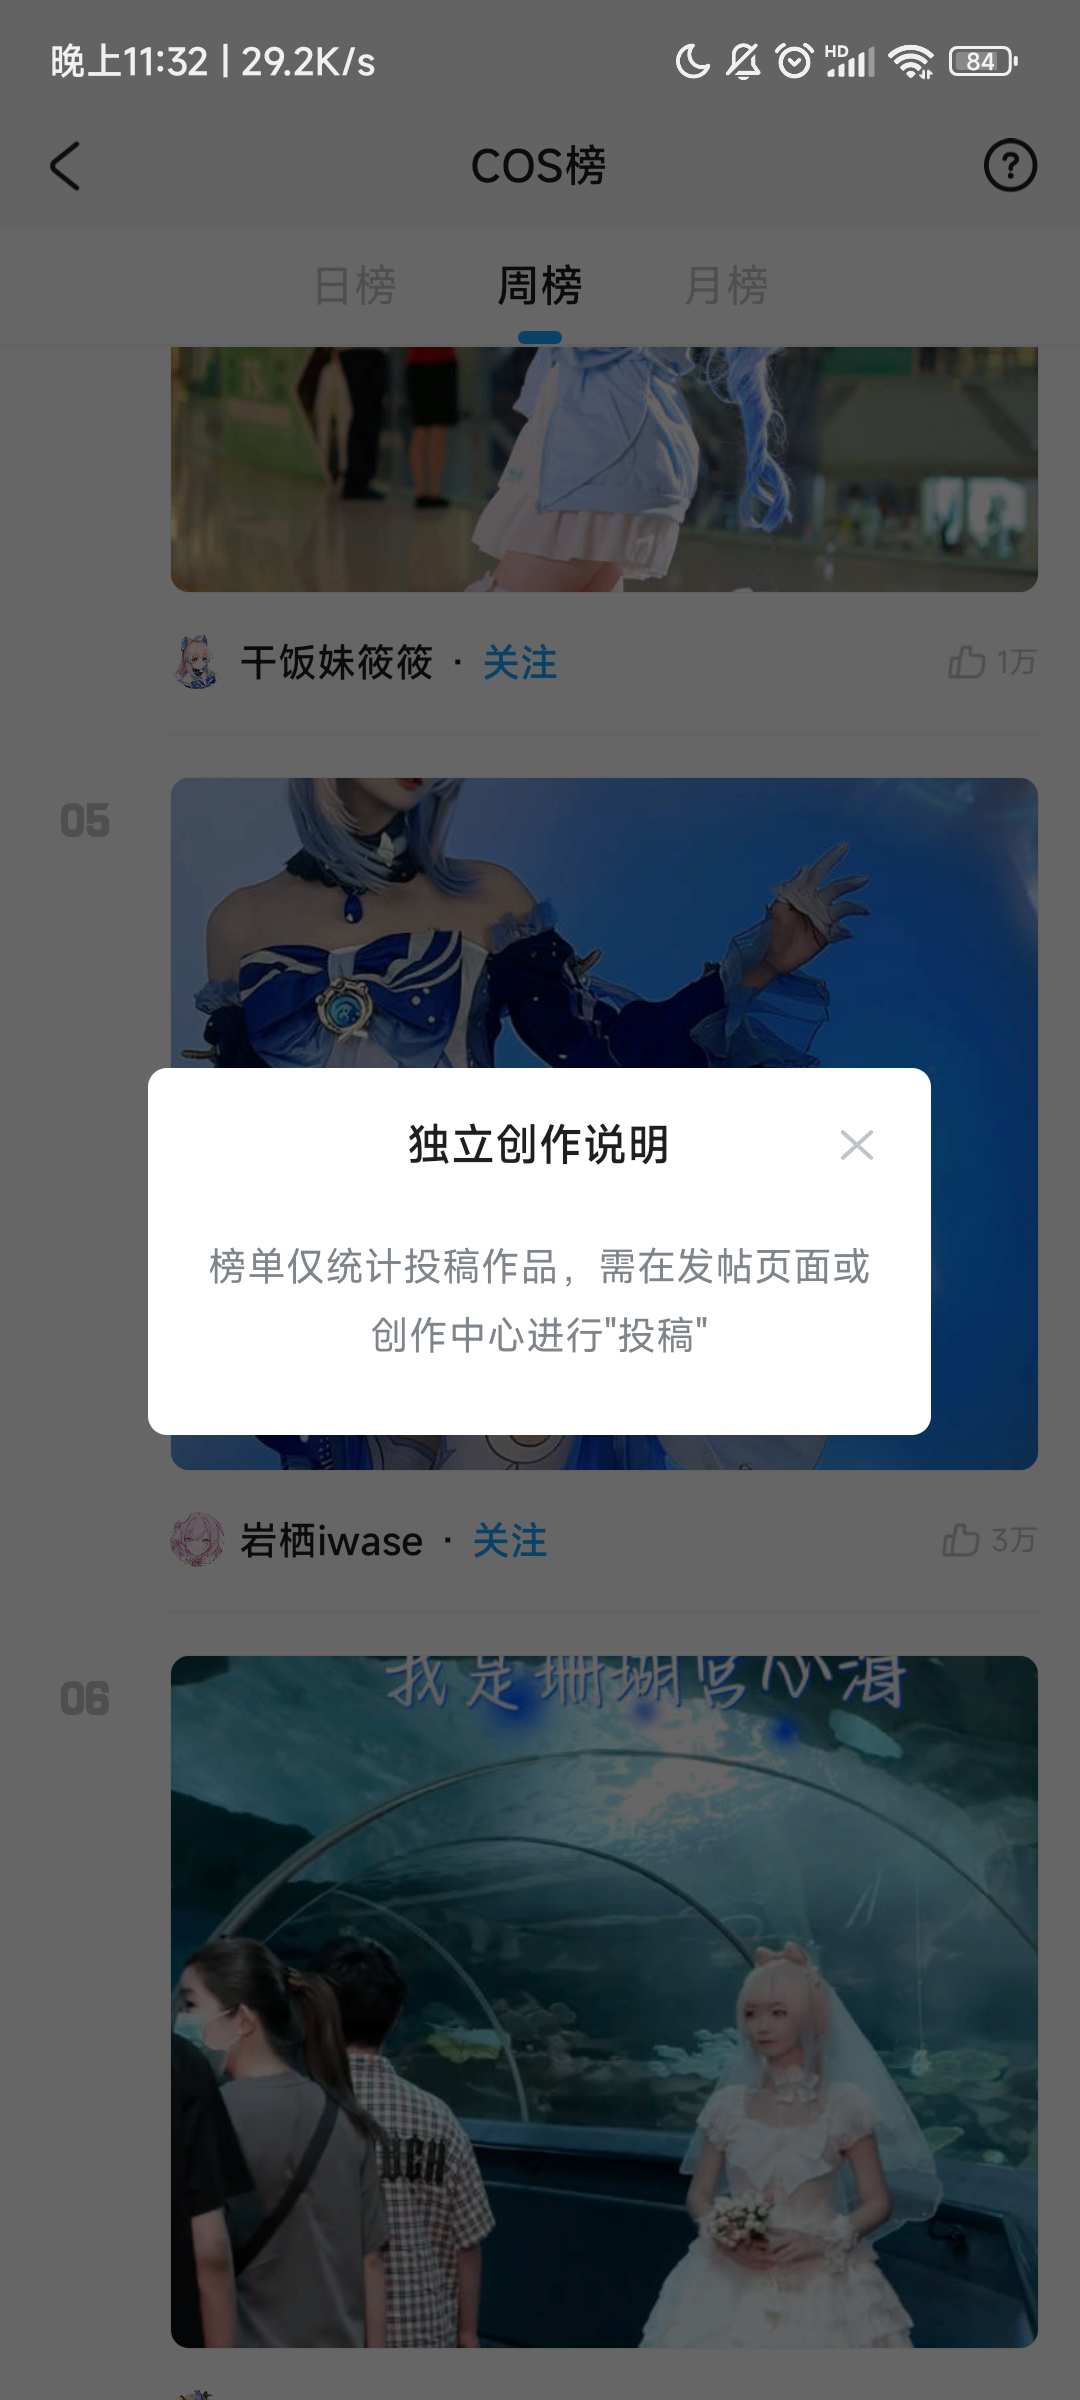 晚上11:32 | 29.2K/s
HD
84
COS榜
日榜
周榜
月榜
干饭妹筱筱 · 关注
1万
05
独立创作说明
榜单仅统计投稿作品，需在发帖页面或
创作中心进行"投稿"
岩栖iwase · 关注
3万
06
我是珊瑚宫心海